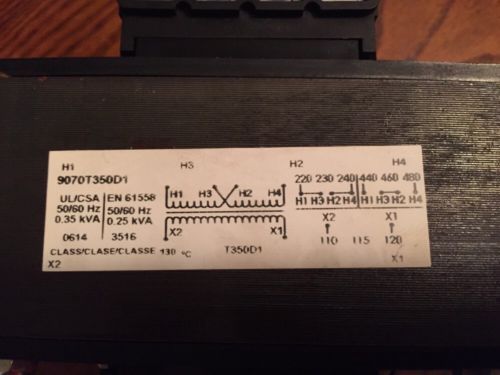 H1 H3 H2 H4
9070T350D1
UL/CSA EN 61558
50/60 Hz 50/60 Hz
0.35 kVA 0.25 kVA
0614 3516
CLASS/CLASE/CLASSE 130 °C
X2
H1 H3 H2 H4
X2 X1
T350D1
220 230 240 440 460 480
H1 H3 H2 H4 H1 H3 H2 H4
X2 X1
110 115 120
X1